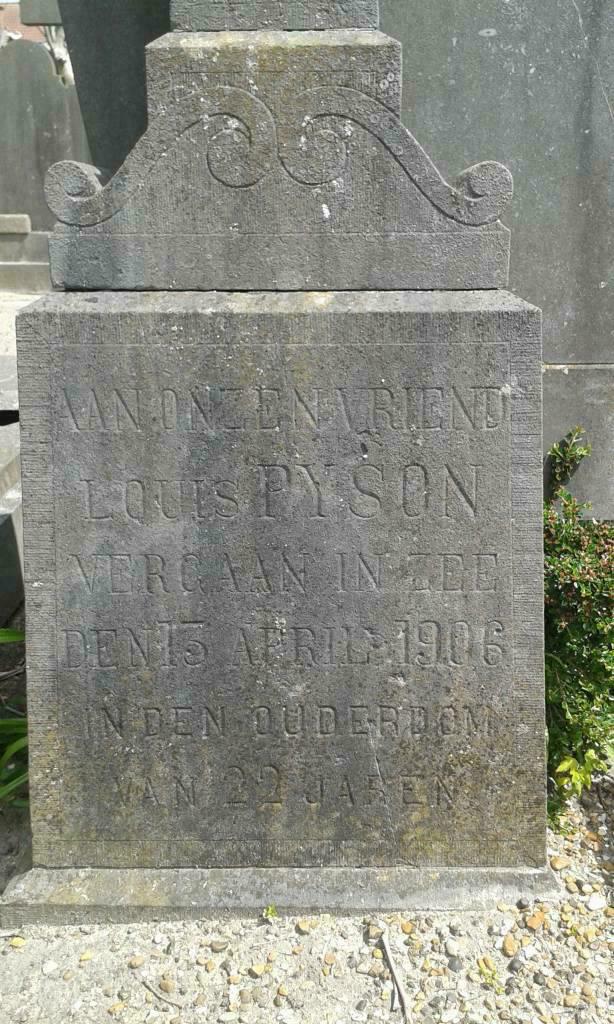 AAN ONZEN VRIEND
LOUIS PYSON
VERGAAN IN ZEE
DEN 13 APRIL 1906
IN DEN OUDERDOM
VAN 22 JAREN